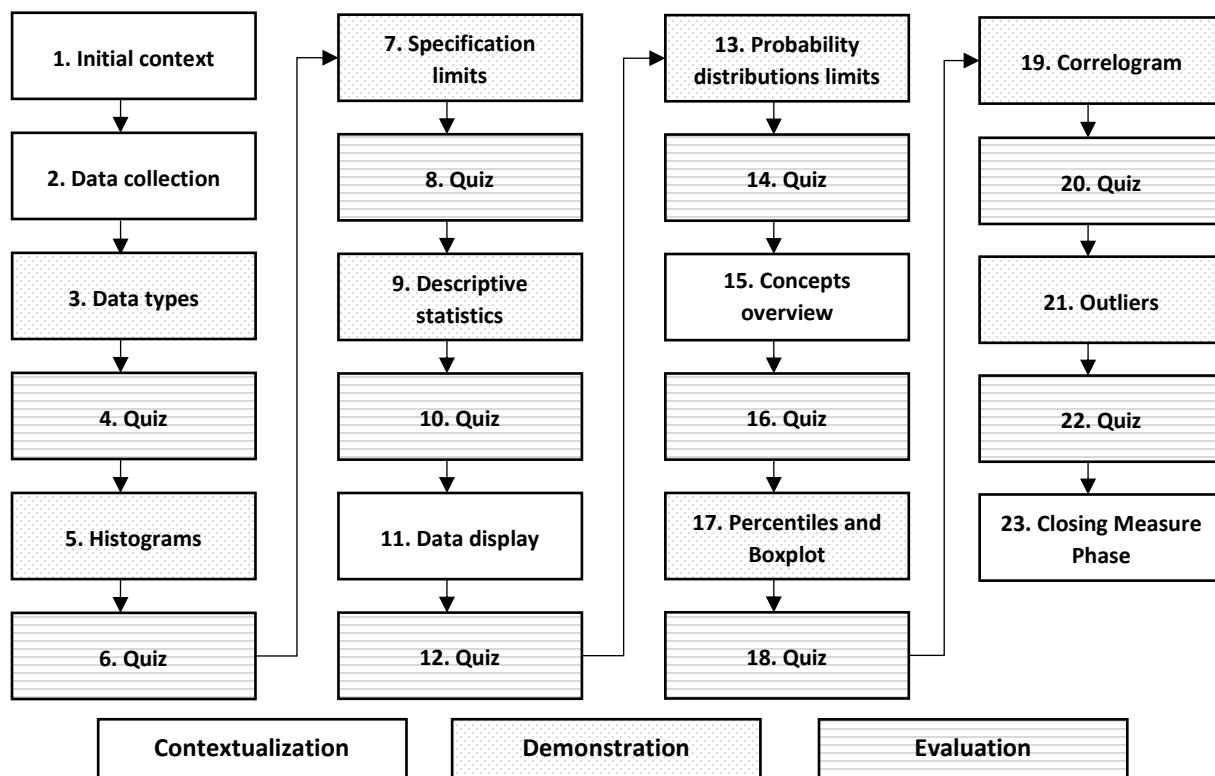 1. Initial context
2. Data collection
3. Data types
4. Quiz
5. Histograms
6. Quiz
7. Specification
limits
8. Quiz
9. Descriptive
statistics
10. Quiz
11. Data display
12. Quiz
13. Probability
distributions limits
14. Quiz
15. Concepts
overview
16. Quiz
17. Percentiles and
Boxplot
18. Quiz
19. Correlogram
20. Quiz
21. Outliers
22. Quiz
23. Closing Measure
Phase
Contextualization
Demonstration
Evaluation